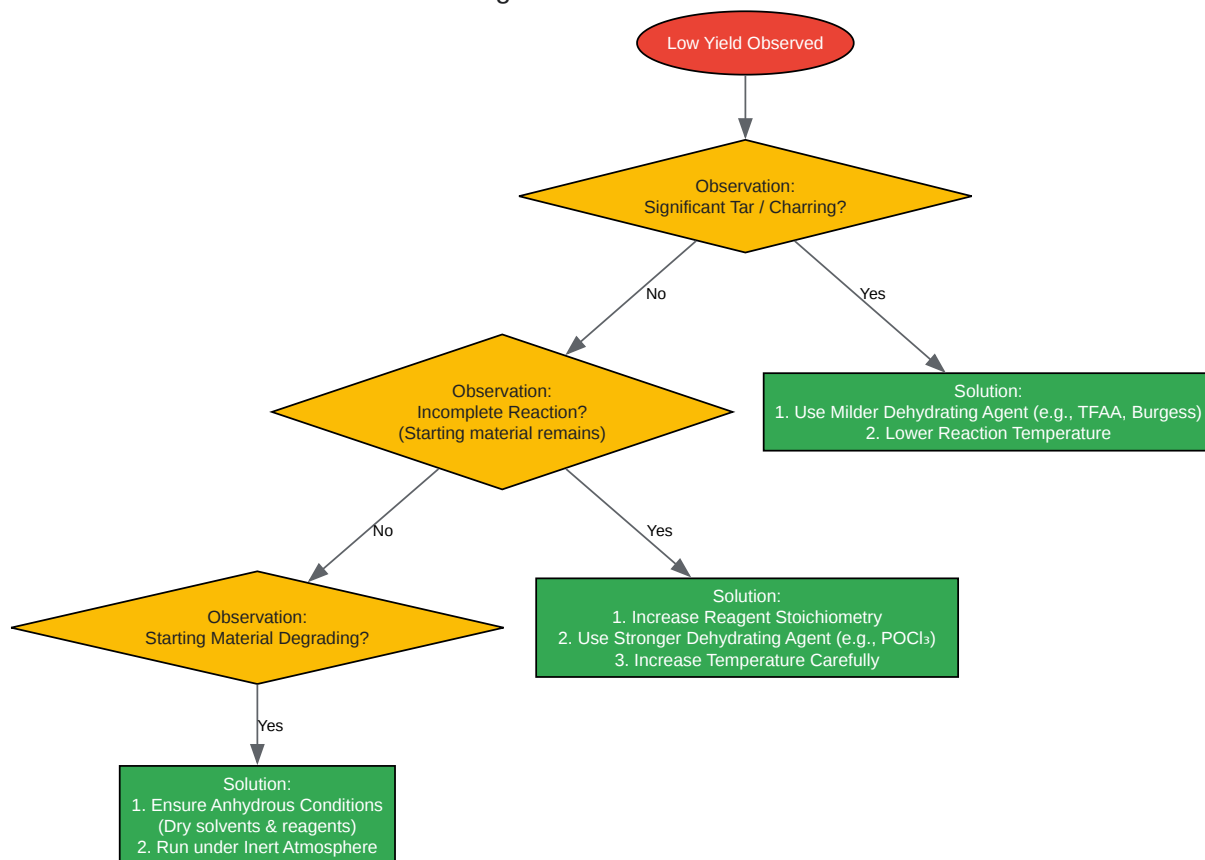 Low Yield Observed
Observation:
Significant Tar / Charring?
No
Yes
Observation:
Incomplete Reaction?
(Starting material remains)
Solution:
1. Use Milder Dehydrating Agent (e.g., TFAA, Burgess)
2. Lower Reaction Temperature
No
Yes
Observation:
Starting Material Degrading?
Solution:
1. Increase Reagent Stoichiometry
2. Use Stronger Dehydrating Agent (e.g., POCl₃)
3. Increase Temperature Carefully
Yes
Solution:
1. Ensure Anhydrous Conditions
(Dry solvents & reagents)
2. Run under Inert Atmosphere